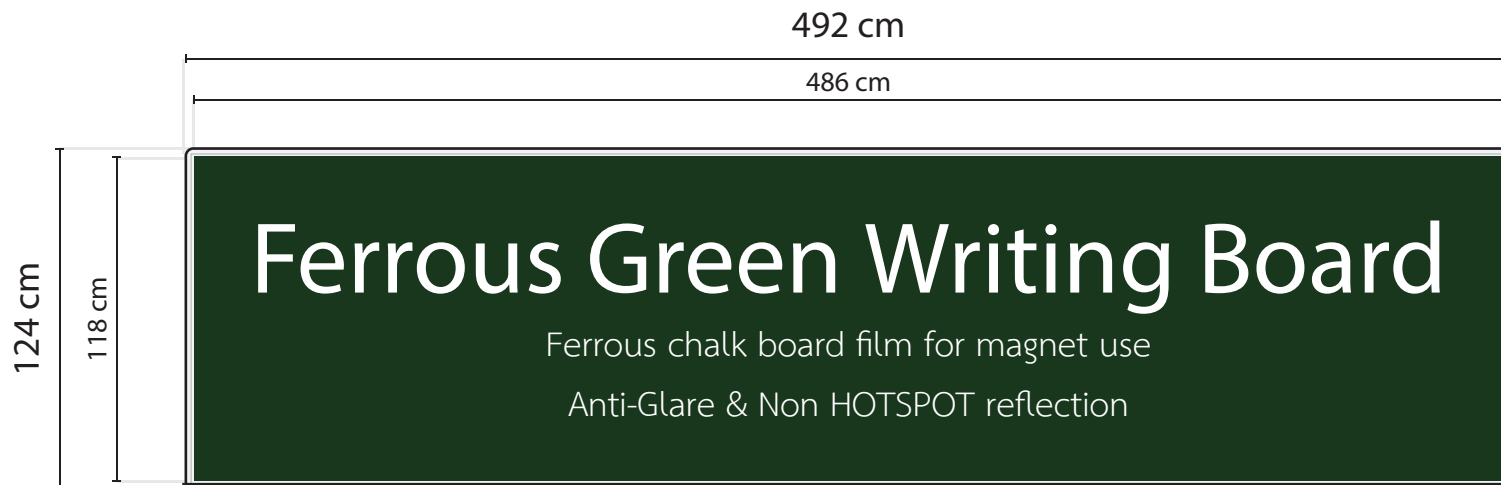 492 cm
486 cm
124 cm
118 cm
Ferrous Green Writing Board
Ferrous chalk board film for magnet use
Anti-Glare & Non HOTSPOT reflection